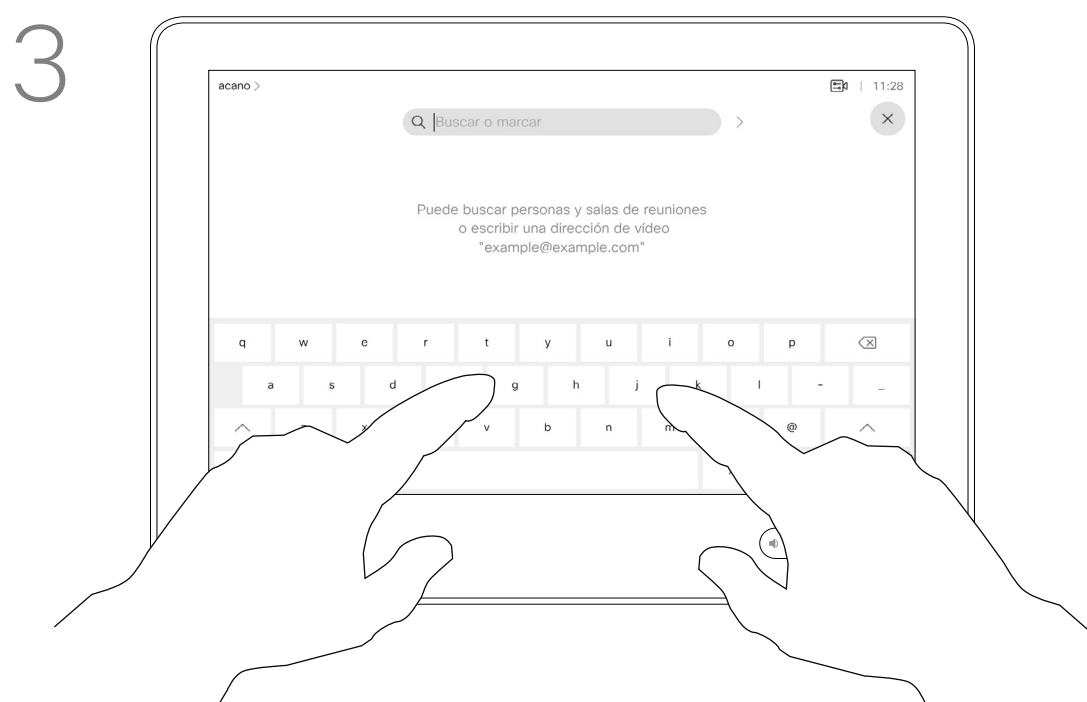 3
acano >
11:28
Buscar o marcar
Puede buscar personas y salas de reuniones
o escribir una dirección de vídeo
"example@example.com"
q w e r t y u i o p
a s d g h j k l - _
x v b n m @